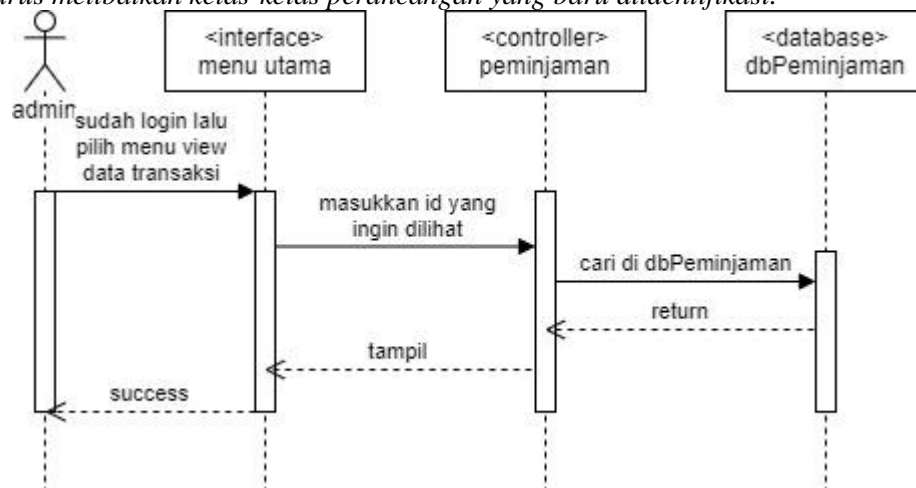 harus melibatkan kelas-kelas perancangan yang baru diidentifikasi.
<interface>
menu utama
<controller>
peminjaman
<database>
dbPeminjaman
admin
sudah login lalu
pilih menu view
data transaksi
masukkan id yang
ingin dilihat
cari di dbPeminjaman
return
tampil
success